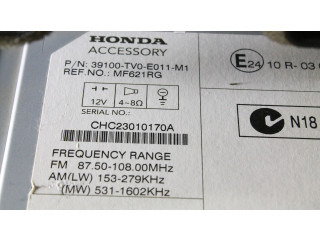 HONDA
ACCESSORY
P/N: 39100-TV0-E011-M1
REF.NO.: MF621RG
E24 10 R- 03
12V 4~8Ω
SERIAL NO.:
CHC23010170A
N18
FREQUENCY RANGE
FM 87.50-108.00MHz
AM(LW) 153-279KHz
(MW) 531-1602KHz